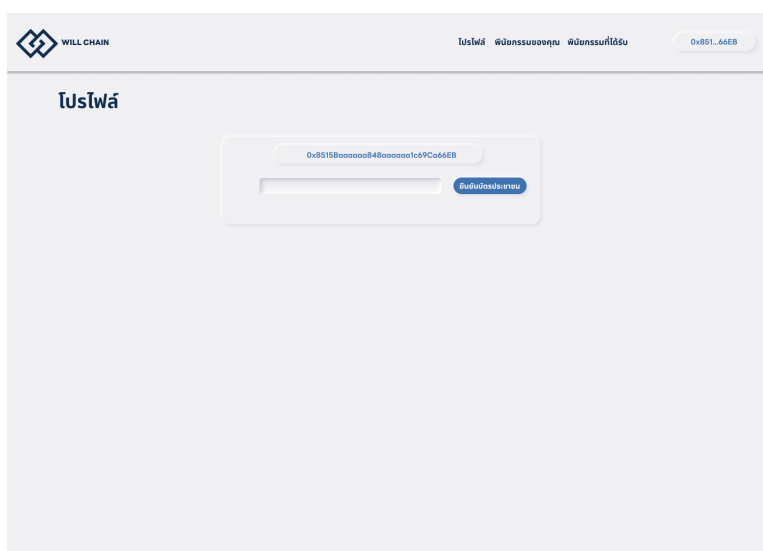 WILL CHAIN
โปรไฟล์ พินัยกรรมของคุณ พินัยกรรมที่ได้รับ 0x851...66EB
โปรไฟล์
0x8515Baaaaaa848aaaaaa1c69Ca66EB
ยืนยันบัตรประชาชน